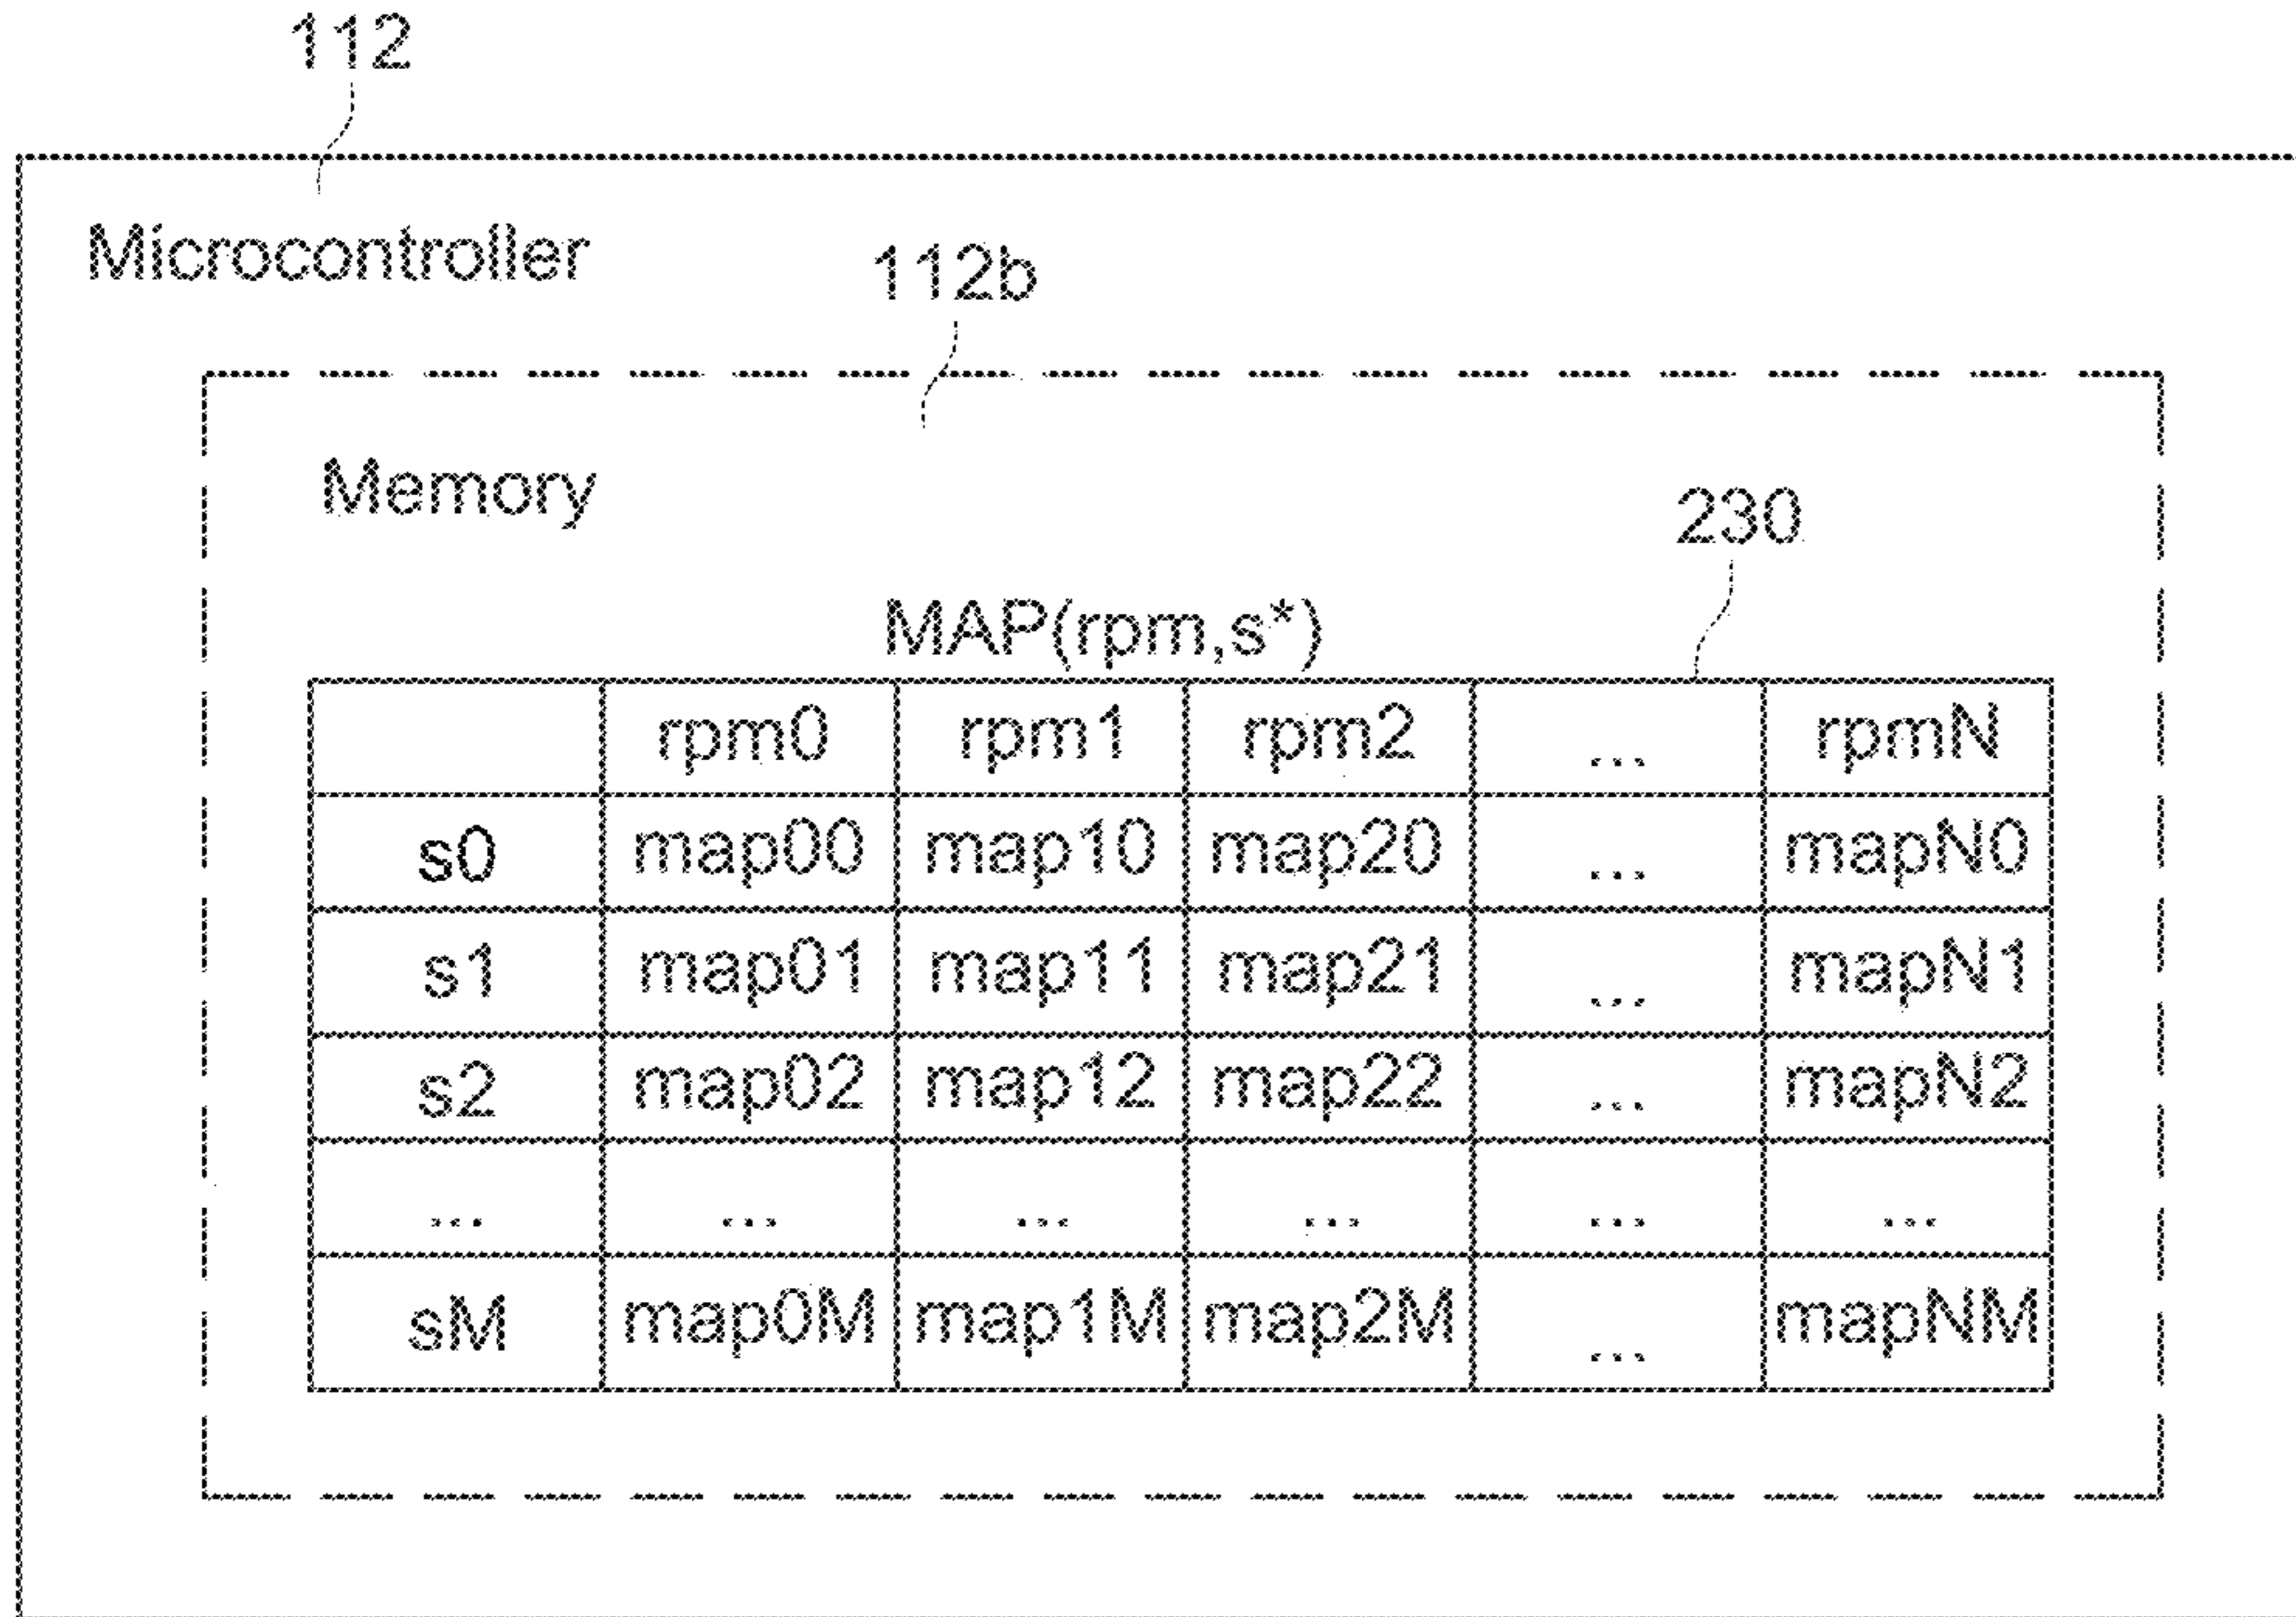 112
Microcontroller
112b
Memory
230
MAP(rpm,s*)
rpm0 rpm1 rpm2 ... rpmN
s0 map00 map10 map20 ... mapN0
s1 map01 map11 map21 ... mapN1
s2 map02 map12 map22 ... mapN2
... ... ... ... ... ...
sM map0M map1M map2M ... mapNM